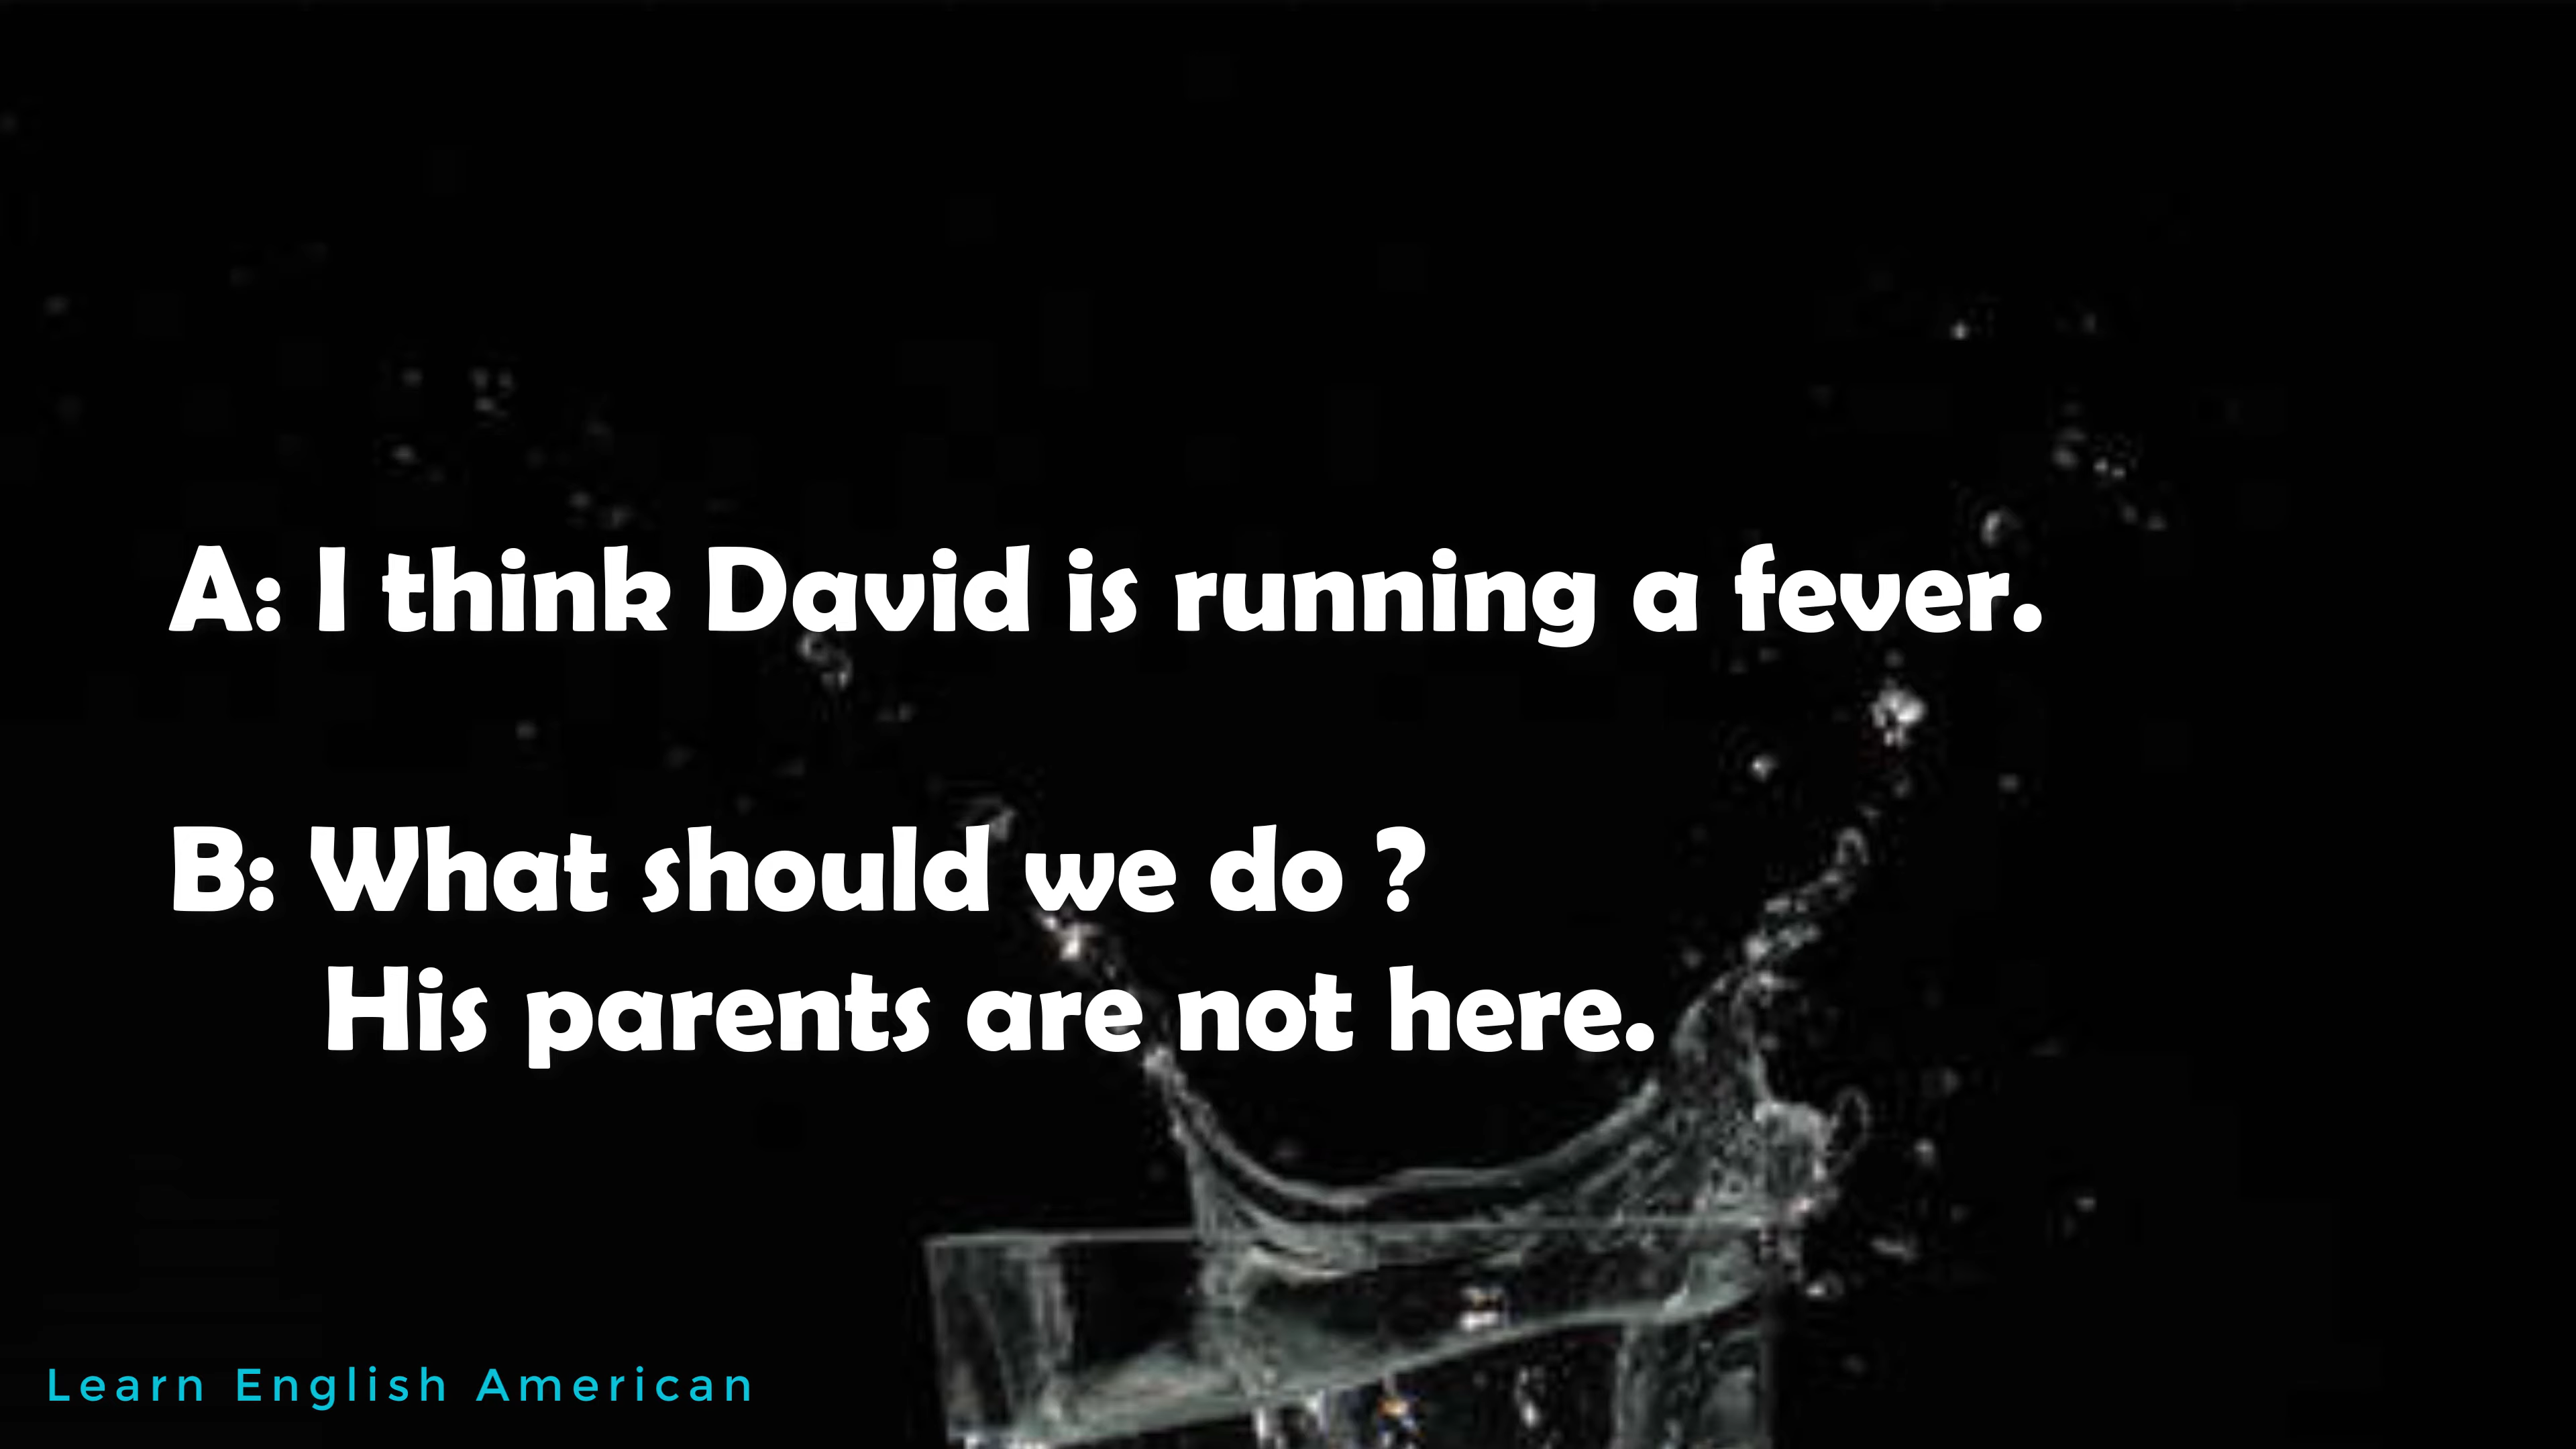 A: I think David is running a fever.
B: What should we do ?
His parents are not here.
Learn English American